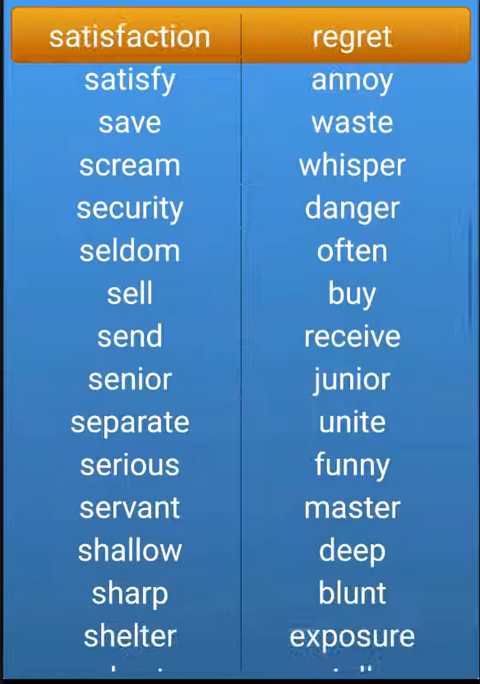 satisfaction regret
satisfy annoy
save waste
scream whisper
security danger
seldom often
sell buy
send receive
senior junior
separate unite
serious funny
servant master
shallow deep
sharp blunt
shelter exposure